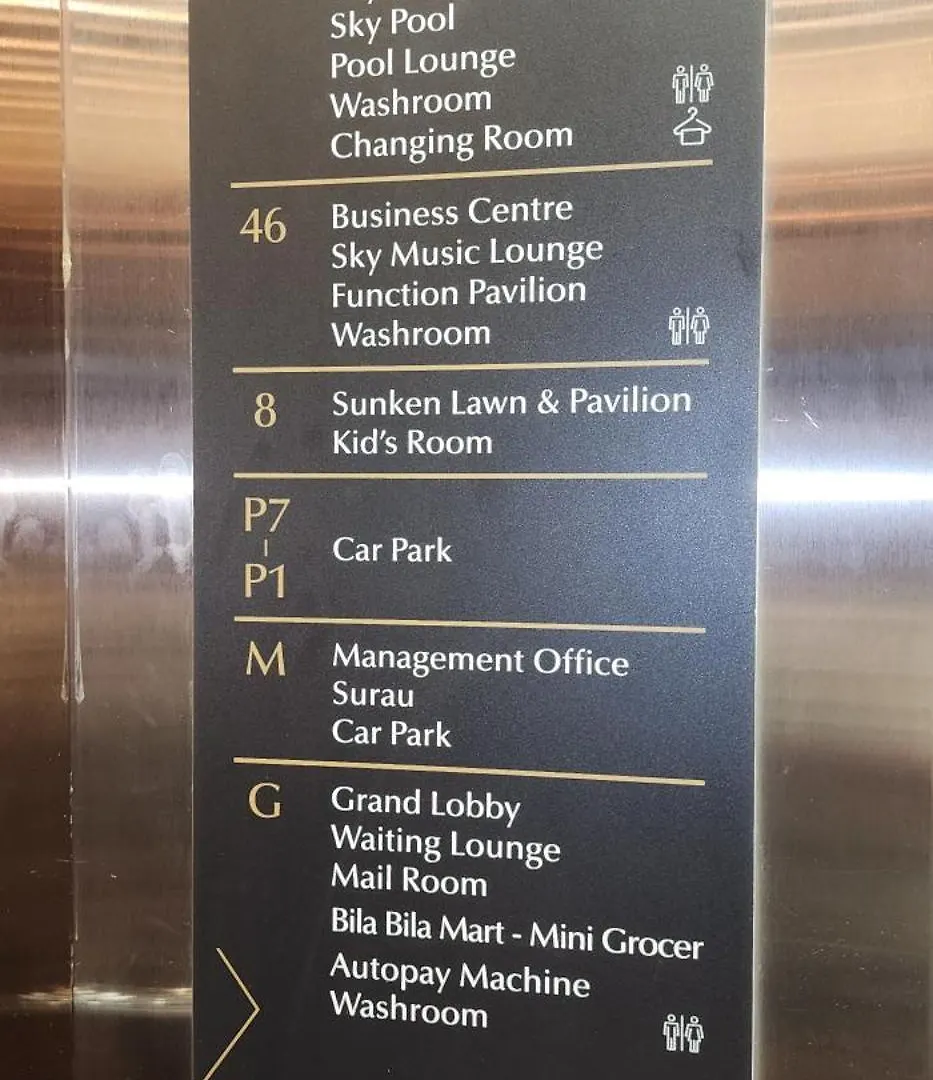 Sky Pool
Pool Lounge
Washroom
Changing Room
46 Business Centre
Sky Music Lounge
Function Pavilion
Washroom
8 Sunken Lawn & Pavilion
Kid's Room
P7
-
P1
Car Park
M Management Office
Surau
Car Park
G Grand Lobby
Waiting Lounge
Mail Room
Bila Bila Mart - Mini Grocer
Autopay Machine
Washroom